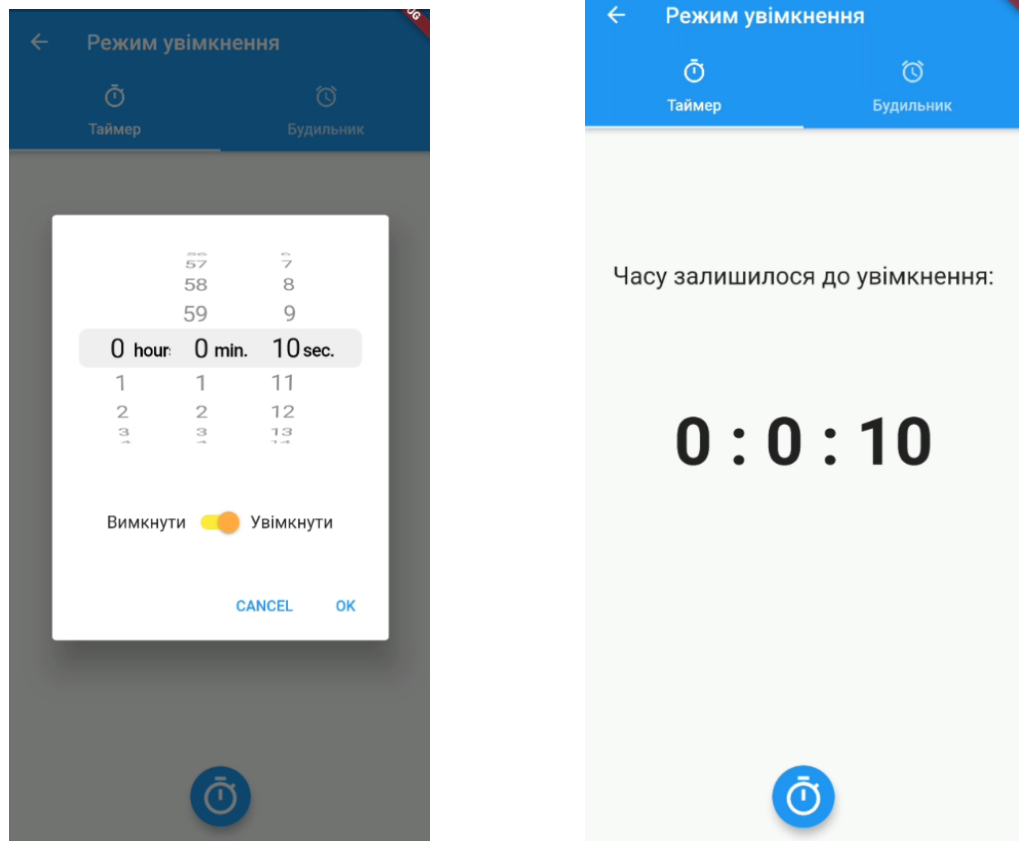 Режим увімкнення
Таймер Будильник
57 7
58 8
59 9
0 hour 0 min. 10 sec.
1 1 11
2 2 12
3 3 13
Вимкнути Увімкнути
CANCEL OK
Режим увімкнення
Таймер Будильник
Часу залишилося до увімкнення:
0 : 0 : 10